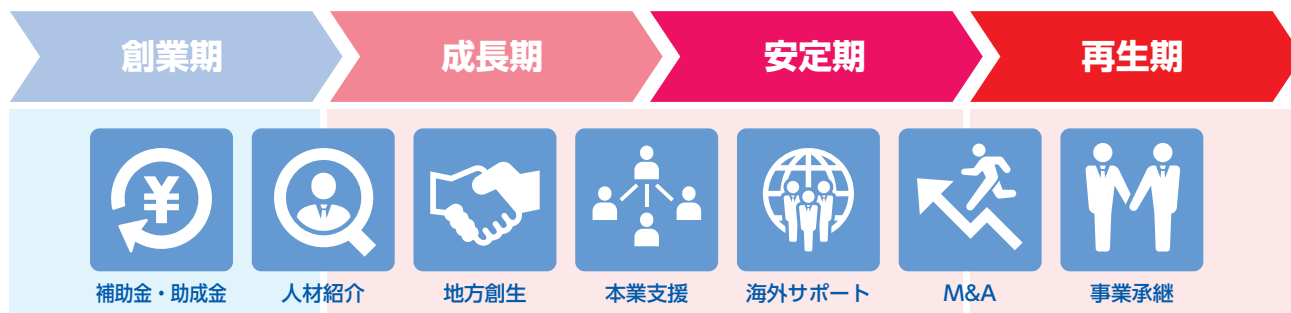 創業期
成長期
安定期
再生期
¥
補助金・助成金
人材紹介
地方創生
本業支援
海外サポート
M&A
事業承継